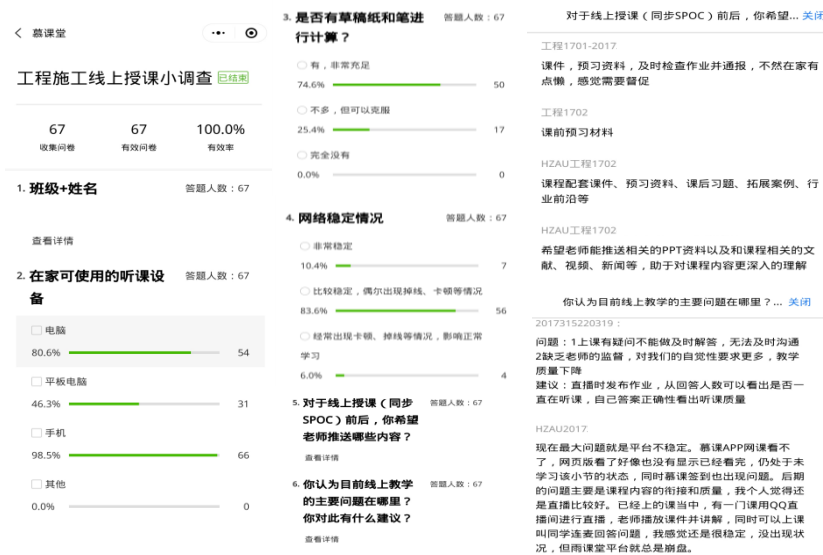 慕课堂
工程施工线上授课小调查 已结束
67 67 100.0%
收集问卷 有效问卷 有效率
1. 班级+姓名 答题人数：67
查看详情
2. 在家可使用的听课设 答题人数：67
备
电脑
80.6% 54
平板电脑
46.3% 31
手机
98.5% 66
其他
0.0% 0
3. 是否有草稿纸和笔进 答题人数：67
行计算？
有，非常充足
74.6% 50
不多，但可以克服
25.4% 17
完全没有
0.0% 0
4. 网络稳定情况 答题人数：67
非常稳定
10.4% 7
比较稳定，偶尔出现掉线、卡顿等情况
83.6% 56
经常出现卡顿、掉线等情况，影响正常
学习
6.0% 4
5. 对于线上授课（同步 答题人数：67
SPOC）前后，你希望
老师推送哪些内容？
查看详情
6. 你认为目前线上教学 答题人数：67
的主要问题在哪里？
你对此有什么建议？
查看详情
对于线上授课（同步SPOC）前后，你希望... 关闭
工程1701-2017
课件，预习资料，及时检查作业并通报，不然在家有
点懒，感觉需要督促
工程1702
课前预习材料
HZAU工程1702
课程配套课件、预习资料、课后习题、拓展案例、行
业前沿等
HZAU工程1702
希望老师能推送相关的PPT资料以及和课程相关的文
献、视频、新闻等，助于对课程内容更深入的理解
你认为目前线上教学的主要问题在哪里？... 关闭
2017315220319：
问题：1上课有疑问不能做及时解答，无法及时沟通
2缺乏老师的监督，对我们的自觉性要求更多，教学
质量下降
建议：直播时发布作业，从回答人数可以看出是否一
直在听课，自己答案正确性看出听课质量
HZAU2017
现在最大问题就是平台不稳定。慕课APP网课看不
了，网页版看了好像也没有显示已经看完，仍处于未
学习该小节的状态，同时慕课签到也出现问题。后期
的问题主要是课程内容的衔接和质量，我个人觉得还
是直播比较好。已经上的课当中，有一门课用QQ直
播间进行直播，老师播放课件并讲解，同时可以上课
叫同学连麦回答问题，我感觉还是很稳定，没出现状
况，但雨课堂平台就总是崩盘。